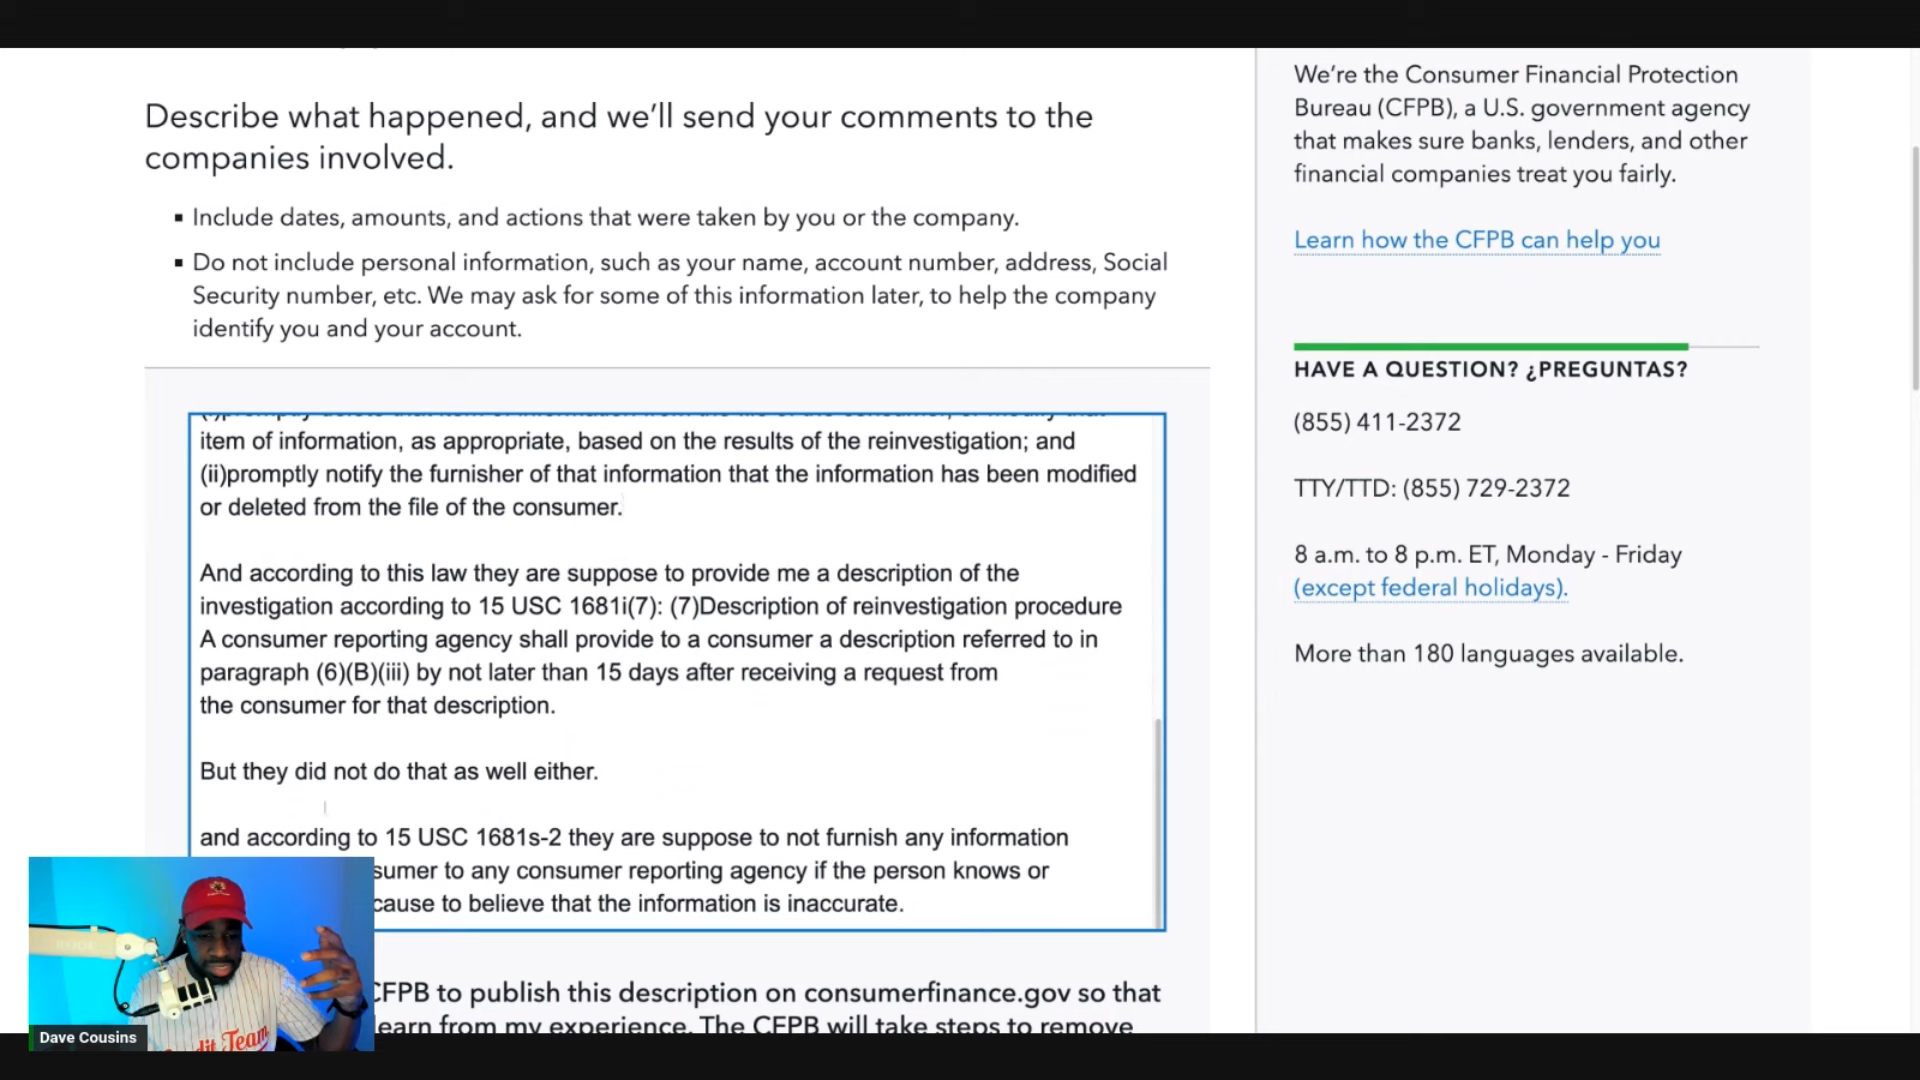 Describe what happened, and we'll send your comments to the
companies involved.
▪ Include dates, amounts, and actions that were taken by you or the company.
▪ Do not include personal information, such as your name, account number, address, Social
Security number, etc. We may ask for some of this information later, to help the company
identify you and your account.
item of information, as appropriate, based on the results of the reinvestigation; and
(ii)promptly notify the furnisher of that information that the information has been modified
or deleted from the file of the consumer.
And according to this law they are suppose to provide me a description of the
investigation according to 15 USC 1681i(7): (7)Description of reinvestigation procedure
A consumer reporting agency shall provide to a consumer a description referred to in
paragraph (6)(B)(iii) by not later than 15 days after receiving a request from
the consumer for that description.
But they did not do that as well either.
and according to 15 USC 1681s-2 they are suppose to not furnish any information
sumer to any consumer reporting agency if the person knows or
cause to believe that the information is inaccurate.
CFPB to publish this description on consumerfinance.gov so that
learn from my experience. The CFPB will take steps to remove
Dave Cousins
dit Team
We're the Consumer Financial Protection
Bureau (CFPB), a U.S. government agency
that makes sure banks, lenders, and other
financial companies treat you fairly.
Learn how the CFPB can help you
HAVE A QUESTION? ¿PREGUNTAS?
(855) 411-2372
TTY/TTD: (855) 729-2372
8 a.m. to 8 p.m. ET, Monday - Friday
(except federal holidays).
More than 180 languages available.